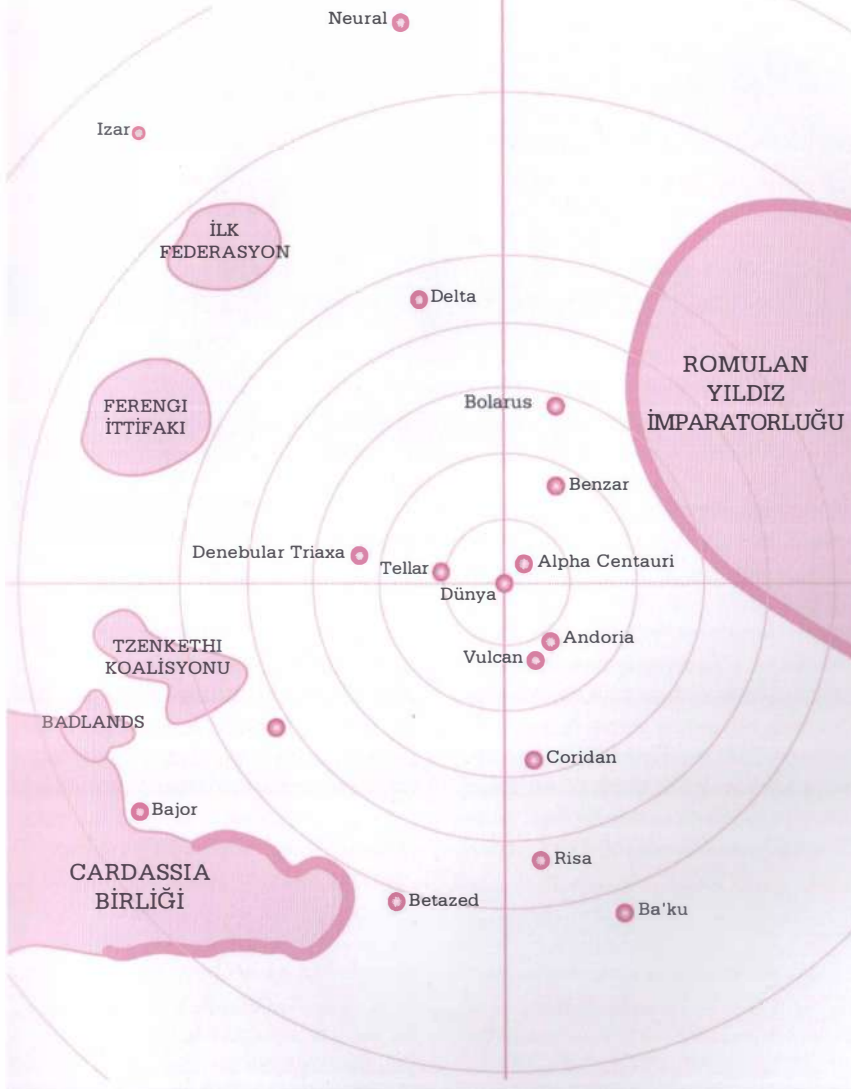 Neural
Izar
İLK
FEDERASYON
Delta
ROMULAN
YILDIZ
İMPARATORLUĞU
FERENGI
İTTİFAKI
Bolarus
Benzar
Denebular Triaxa
Tellar
Alpha Centauri
Dünya
Andoria
Vulcan
TZENKETHI
KOALİSYONU
BADLANDS
Coridan
Bajor
CARDASSIA
BİRLİĞİ
Risa
Betazed
Ba'ku